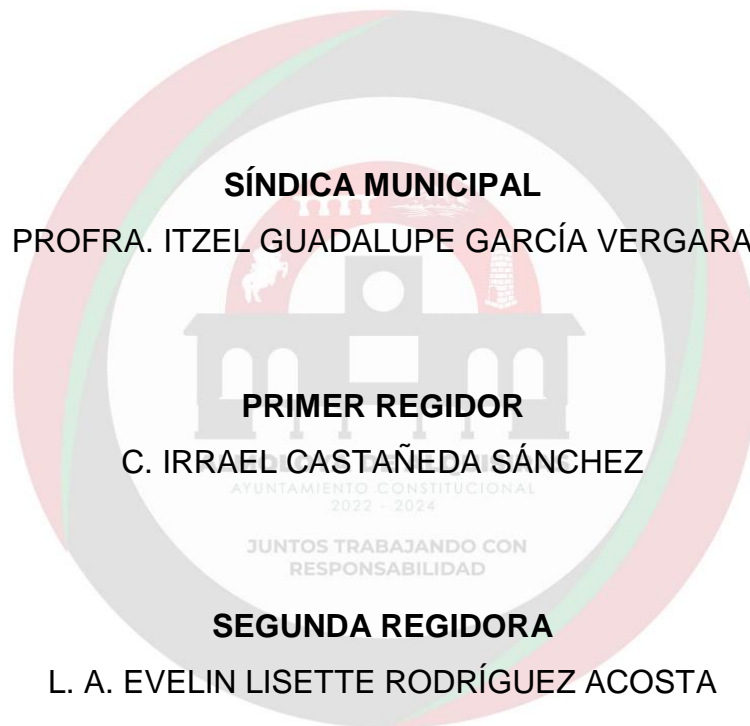 SÍNDICA MUNICIPAL
PROFRA. ITZEL GUADALUPE GARCÍA VERGARA
PRIMER REGIDOR
C. IRRAEL CASTAÑEDA SÁNCHEZ
AYUNTAMIENTO CONSTITUCIONAL
2022 - 2024
JUNTOS TRABAJANDO CON
RESPONSABILIDAD
SEGUNDA REGIDORA
L. A. EVELIN LISETTE RODRÍGUEZ ACOSTA